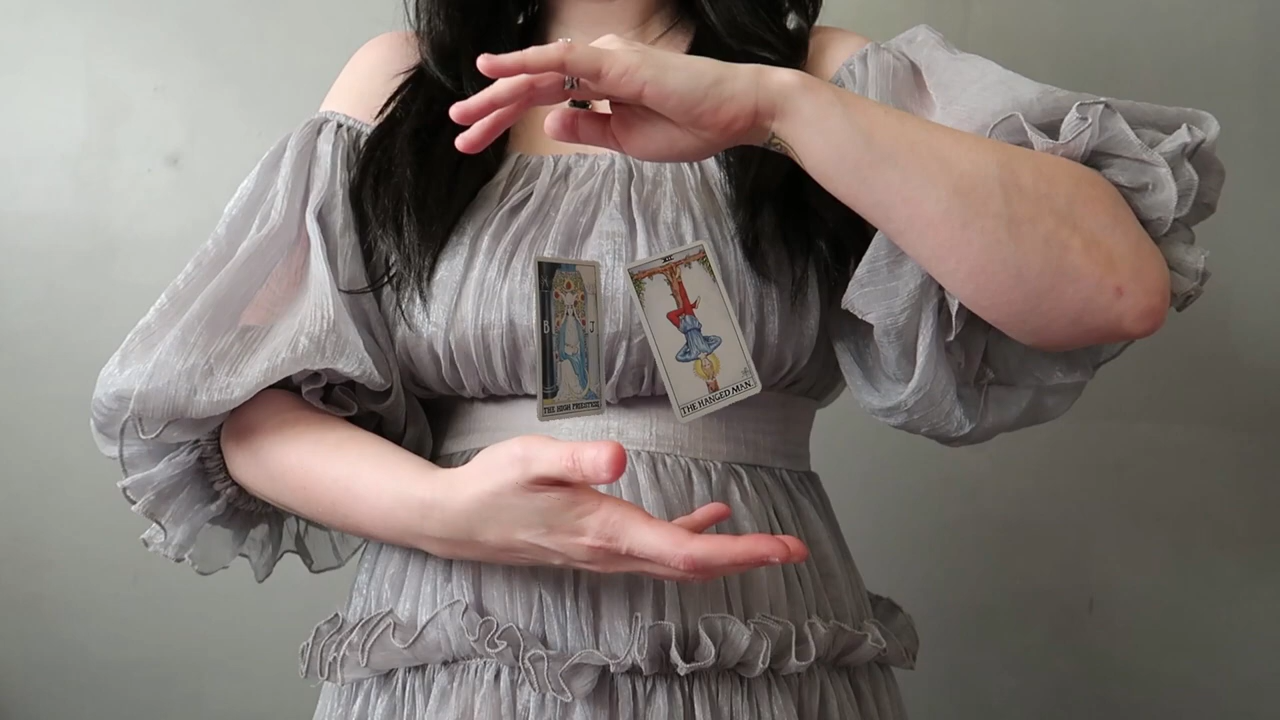 B J
THE HIGH PRIESTESS
XII
THE HANGED MAN.